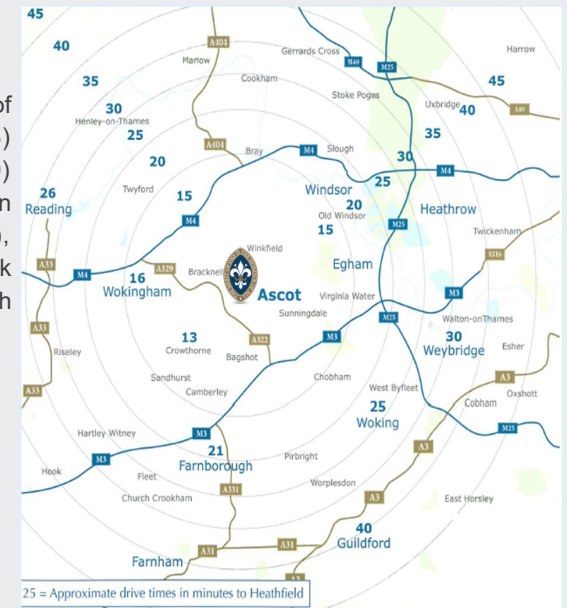 45
40
35
30
25
20
15
A404
Marlow
Gerrards Cross
M40
M25
Harrow
Cookham
Stoke Poges
45
Henley-on-Thames
Uxbridge
40
A40
of
)
)
n
),
k
h
35
A404
Bray
M4
Slough
30
M4
Twyford
25
Windsor
20
26
Reading
Old Windsor
15
Heathrow
M4
M25
Twickenham
Winkfield
A316
A33
M4
A329
Bracknell
Egham
16
Wokingham
Ascot
Virginia Water
M3
Sunningdale
M25
Walton-onThames
A33
13
Crowthorne
A322
M3
30
Weybridge
Riseley
Bagshot
Esher
Sandhurst
Chobham
A3
A33
Camberley
West Byfleet
Oxshott
Cobham
25
Woking
M25
Hartley Witney
M3
21
Farnborough
A3
Hook
M3
Fleet
Pirbright
Church Crookham
A331
Worplesdon
A3
East Horsley
40
Guildford
A31
A31
Farnham
25 = Approximate drive times in minutes to Heathfield